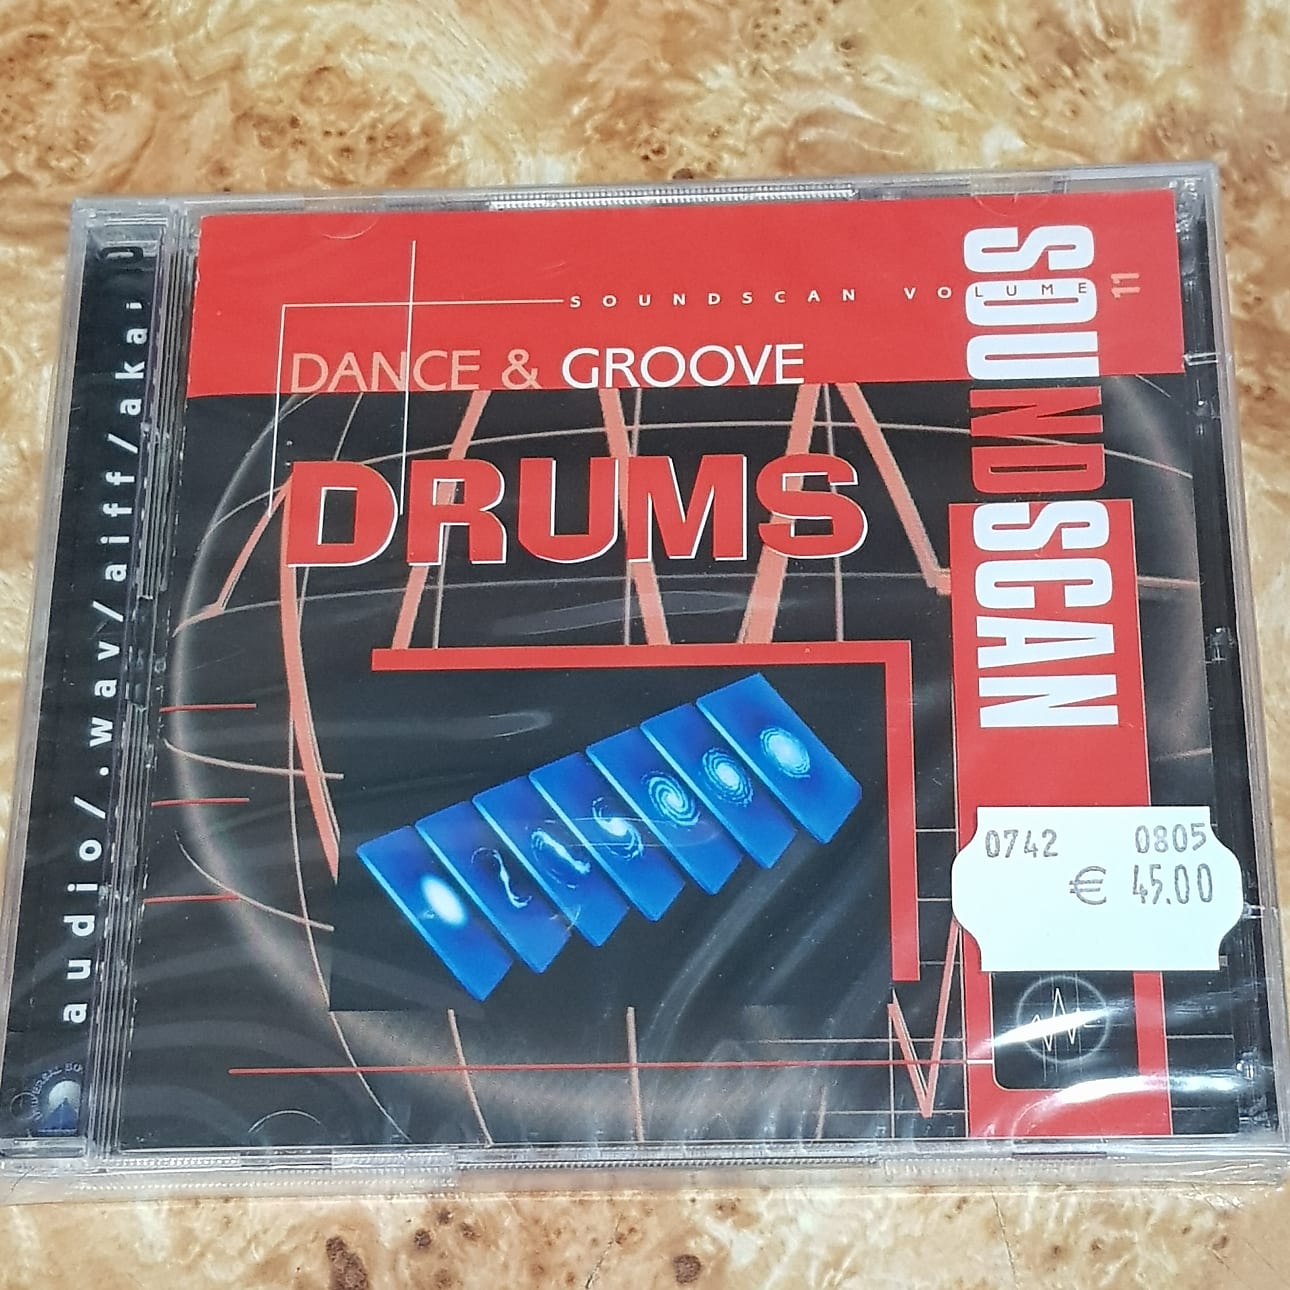 SOUNDSCAN VOLUME 11
DANCE & GROOVE
DRUMS
SOUNDSCAN
audio/.wav/aiff/akai
0742 0805
€ 45.00